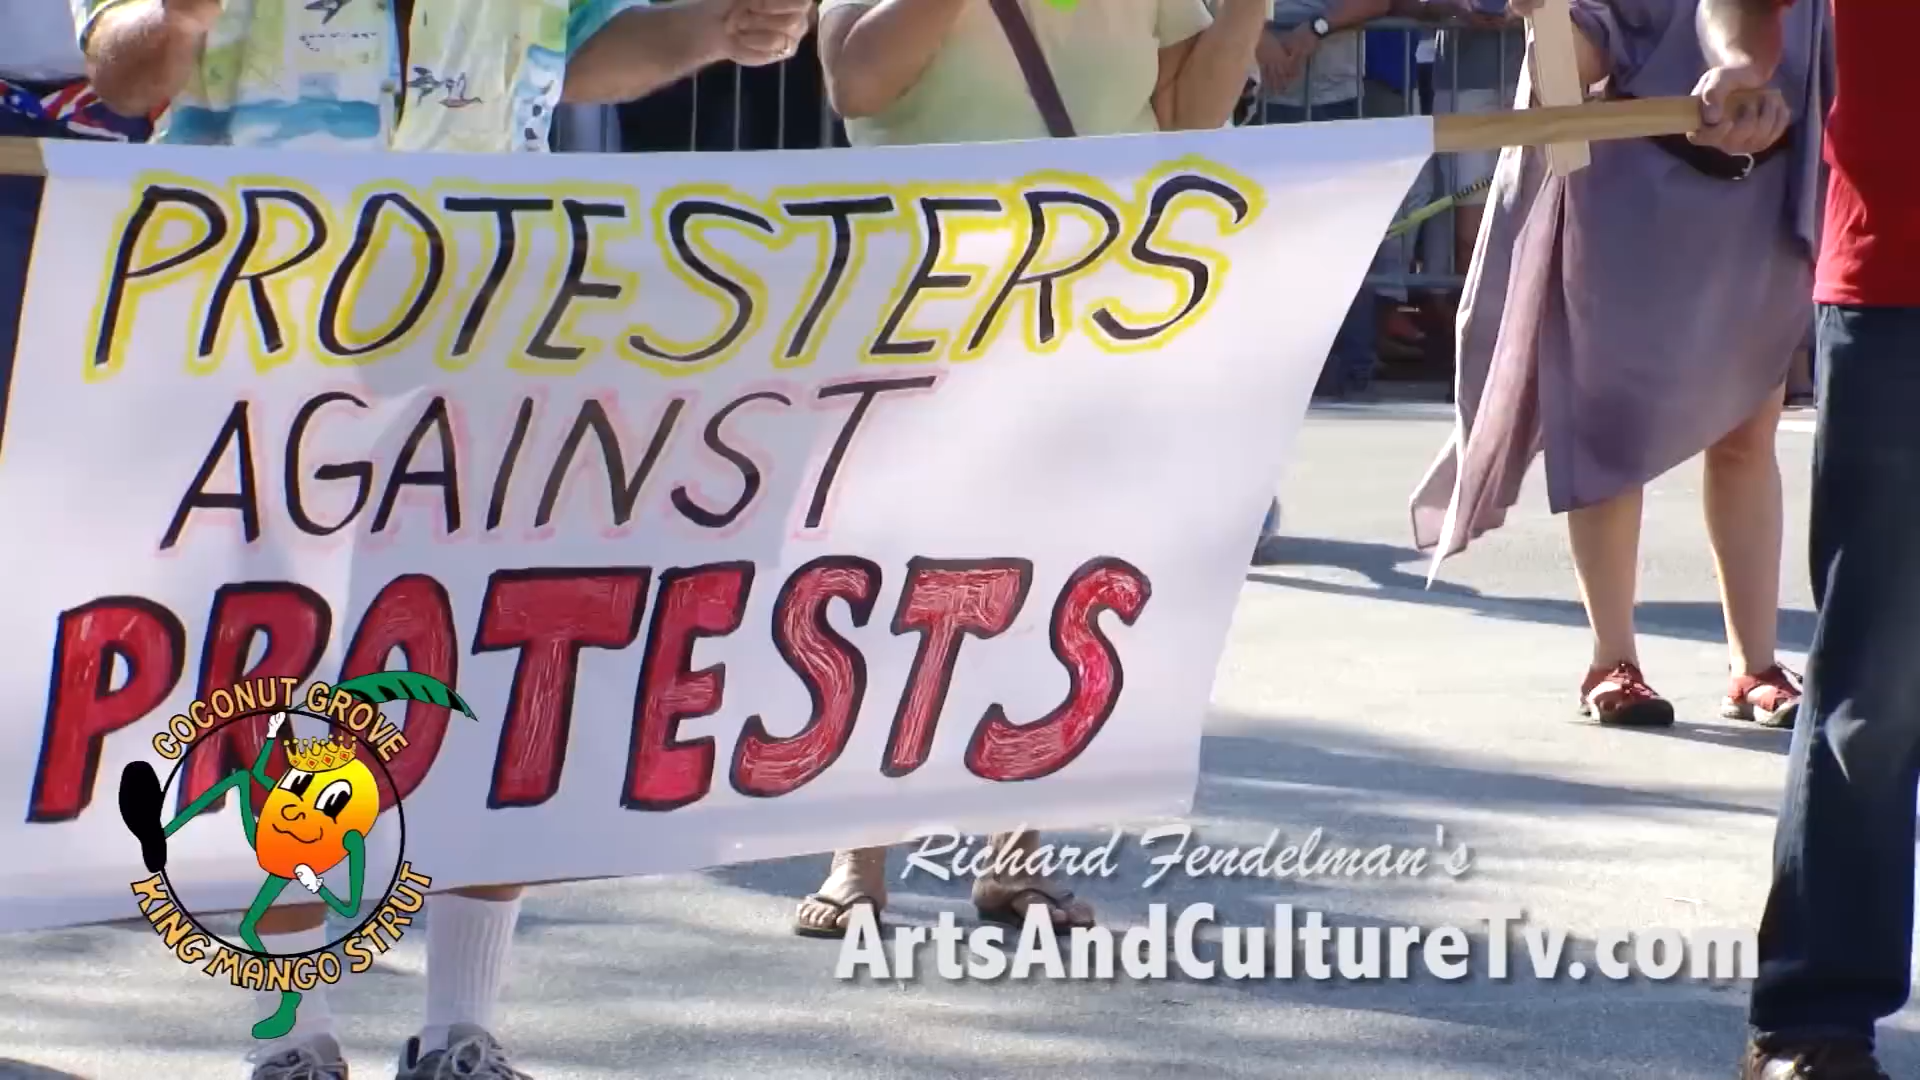 PROTESTERS
AGAINST
PROTESTS
COCONUT GROVE
KING MANGO STRUT
Richard Fendelman's
ArtsAndCultureTv.com